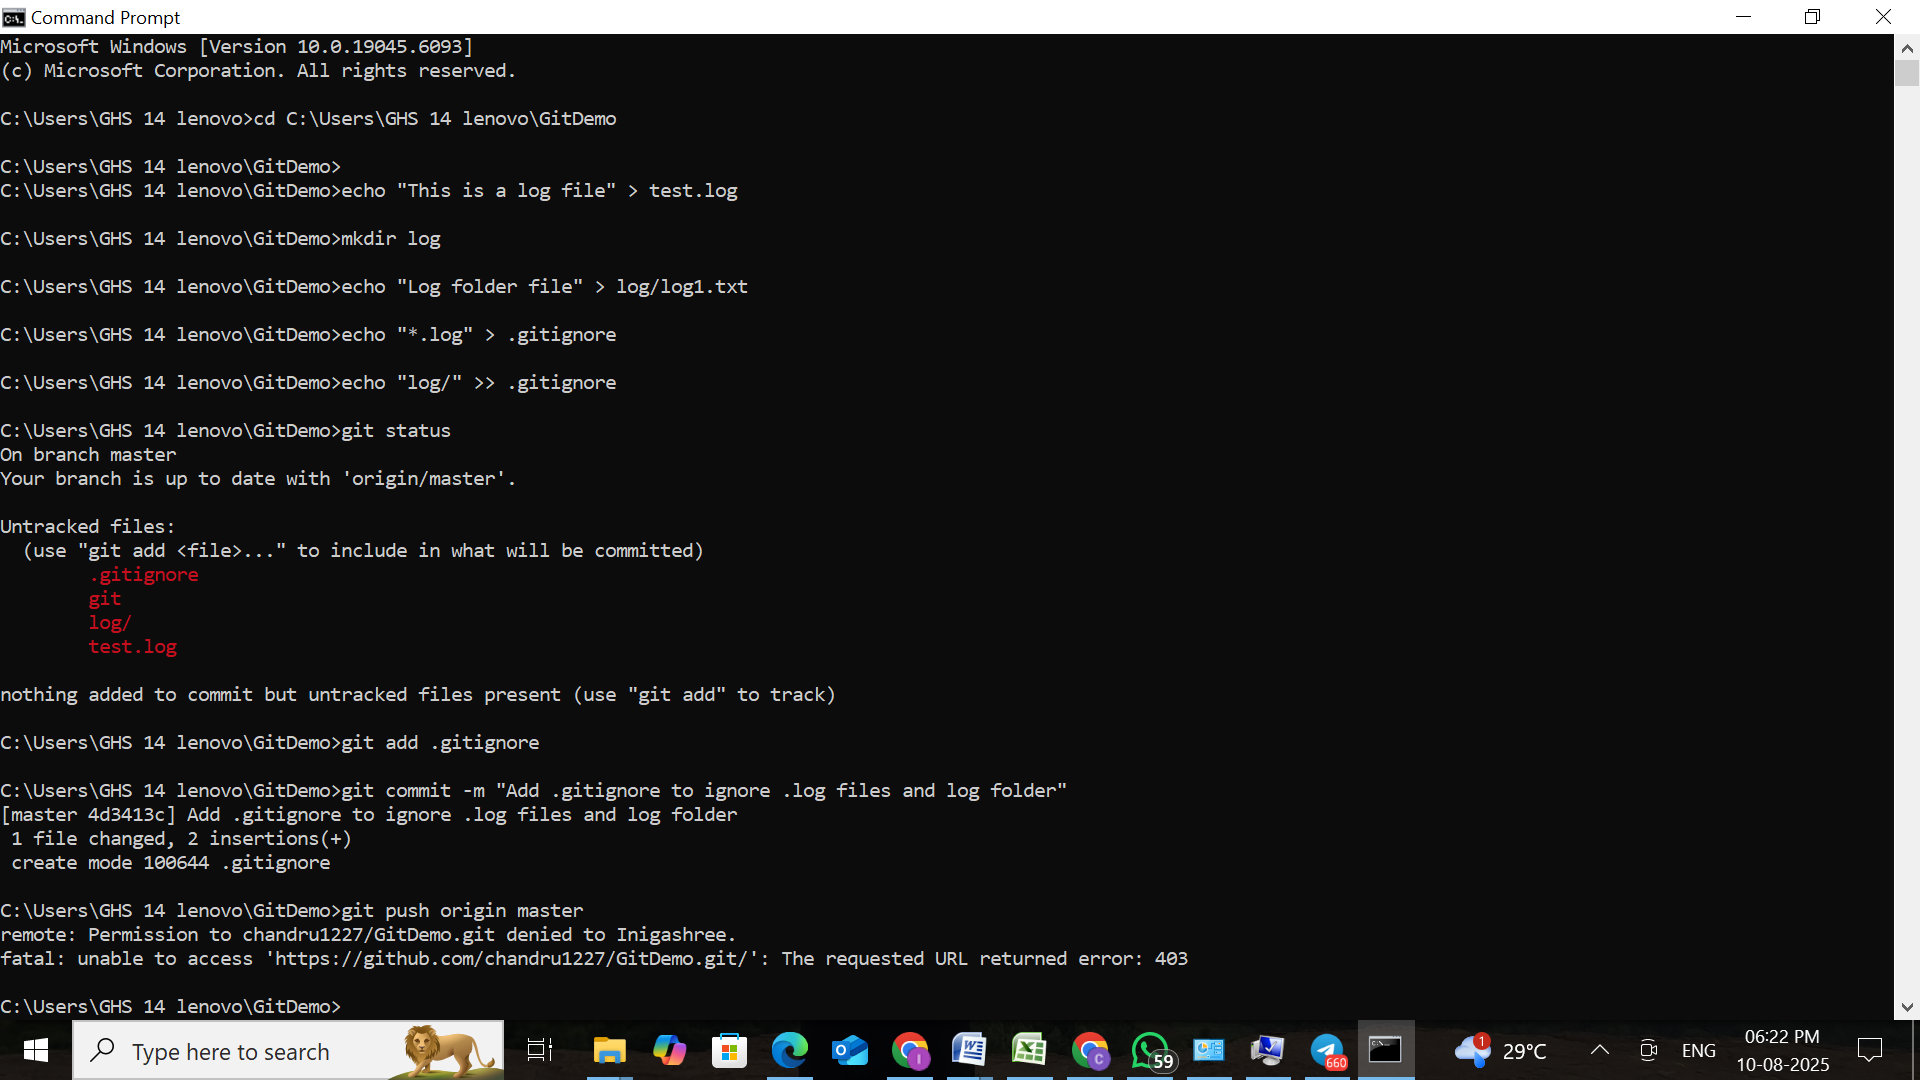 Command Prompt
Microsoft Windows [Version 10.0.19045.6093]
(c) Microsoft Corporation. All rights reserved.
C:\Users\GHS 14 lenovo>cd C:\Users\GHS 14 lenovo\GitDemo
C:\Users\GHS 14 lenovo\GitDemo>
C:\Users\GHS 14 lenovo\GitDemo>echo "This is a log file" > test.log
C:\Users\GHS 14 lenovo\GitDemo>mkdir log
C:\Users\GHS 14 lenovo\GitDemo>echo "Log folder file" > log/log1.txt
C:\Users\GHS 14 lenovo\GitDemo>echo "*.log" > .gitignore
C:\Users\GHS 14 lenovo\GitDemo>echo "log/" >> .gitignore
C:\Users\GHS 14 lenovo\GitDemo>git status
On branch master
Your branch is up to date with 'origin/master'.
Untracked files:
  (use "git add <file>..." to include in what will be committed)
        .gitignore
        git
        log/
        test.log
nothing added to commit but untracked files present (use "git add" to track)
C:\Users\GHS 14 lenovo\GitDemo>git add .gitignore
C:\Users\GHS 14 lenovo\GitDemo>git commit -m "Add .gitignore to ignore .log files and log folder"
[master 4d3413c] Add .gitignore to ignore .log files and log folder
 1 file changed, 2 insertions(+)
 create mode 100644 .gitignore
C:\Users\GHS 14 lenovo\GitDemo>git push origin master
remote: Permission to chandru1227/GitDemo.git denied to Inigashree.
fatal: unable to access 'https://github.com/chandru1227/GitDemo.git/': The requested URL returned error: 403
C:\Users\GHS 14 lenovo\GitDemo>
Type here to search
I
C
59
660
1
29°C
ENG
06:22 PM
10-08-2025